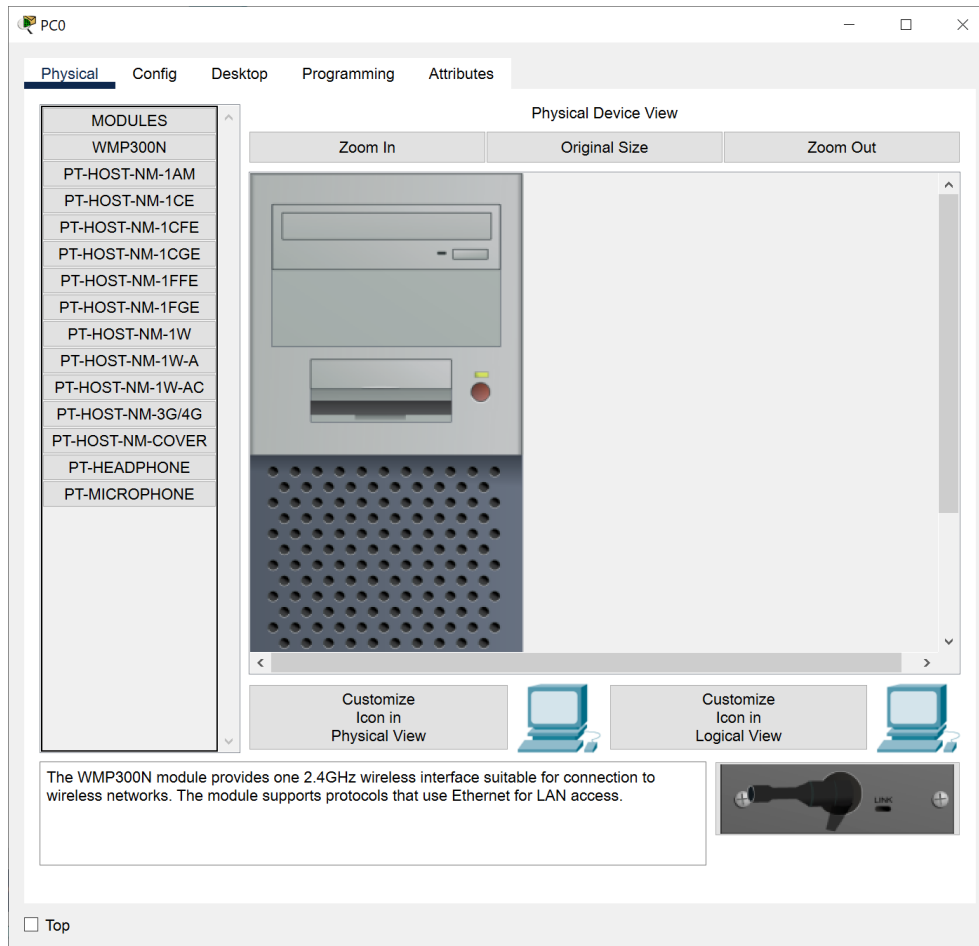 PC0
Physical Config Desktop Programming Attributes
MODULES
WMP300N
PT-HOST-NM-1AM
PT-HOST-NM-1CE
PT-HOST-NM-1CFE
PT-HOST-NM-1CGE
PT-HOST-NM-1FFE
PT-HOST-NM-1FGE
PT-HOST-NM-1W
PT-HOST-NM-1W-A
PT-HOST-NM-1W-AC
PT-HOST-NM-3G/4G
PT-HOST-NM-COVER
PT-HEADPHONE
PT-MICROPHONE
Physical Device View
Zoom In Original Size Zoom Out
Customize
Icon in
Physical View
Customize
Icon in
Logical View
The WMP300N module provides one 2.4GHz wireless interface suitable for connection to
wireless networks. The module supports protocols that use Ethernet for LAN access.
LINK
Top